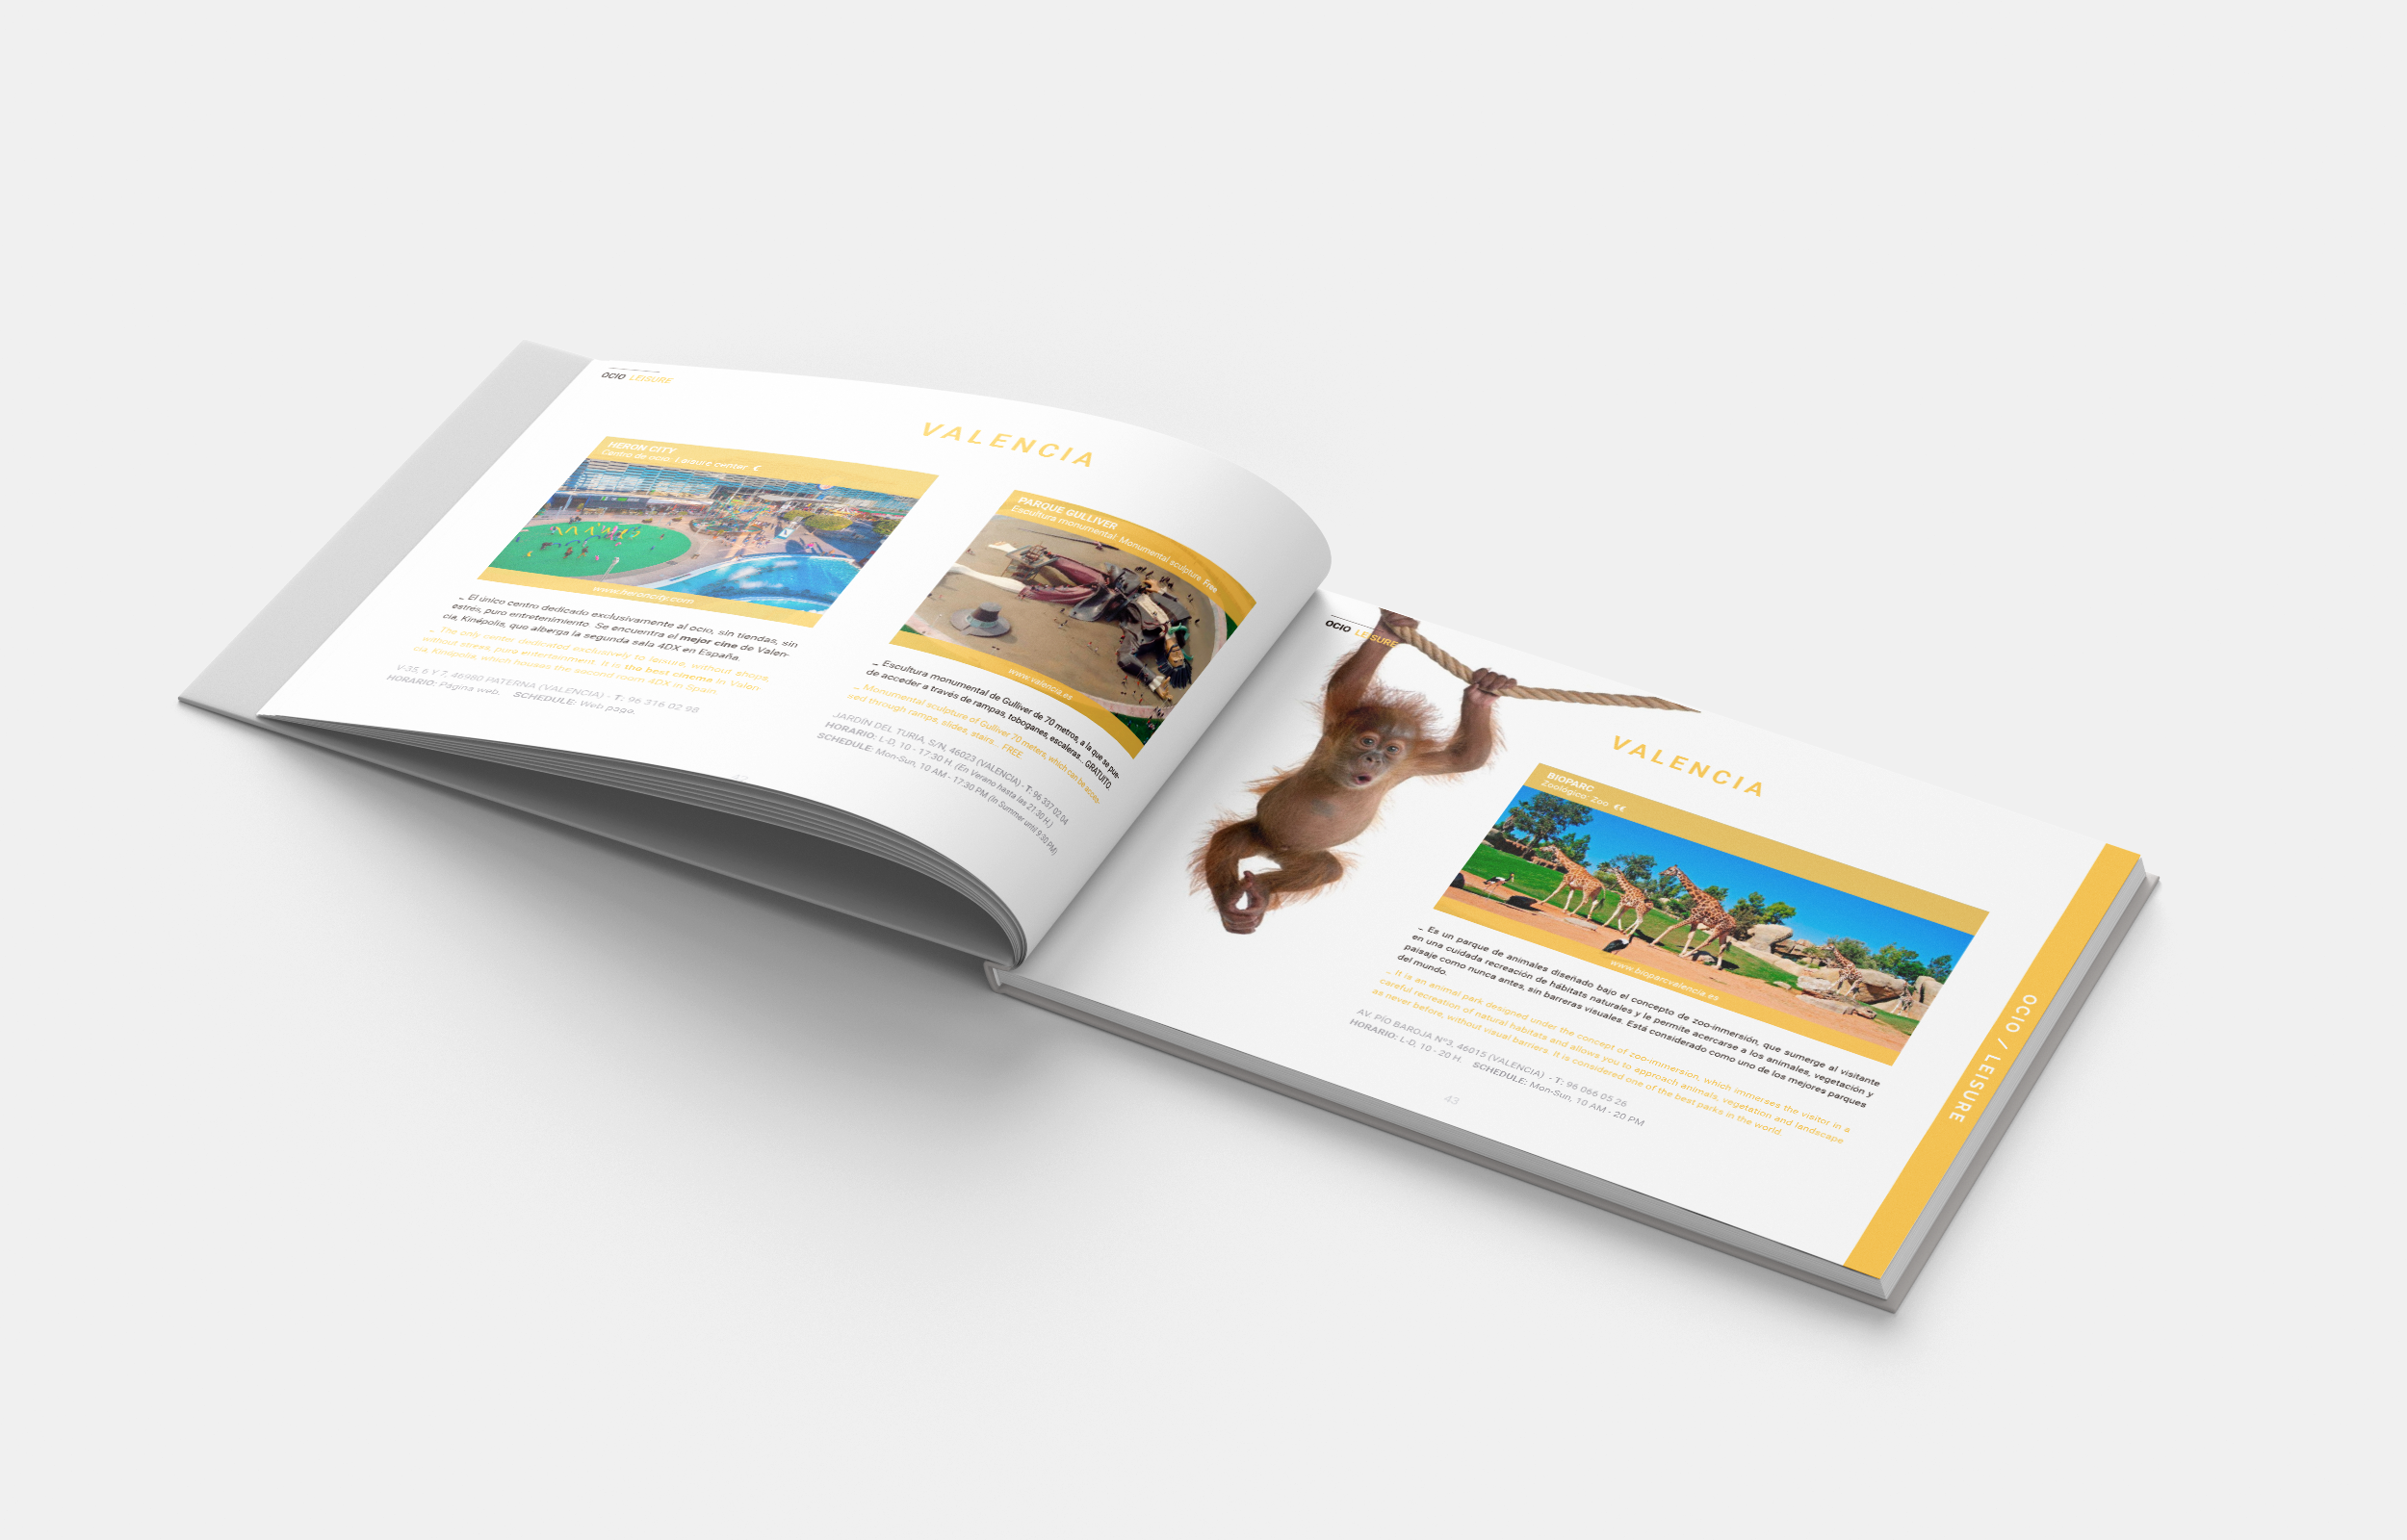 OCIO LEISURE
VALENCIA
HERON CITY
Centro de ocio. Leisure center €
www.heroncity.com
_ El único centro dedicado exclusivamente al ocio, sin tiendas, sin
estrés, puro entretenimiento. Se encuentra el mejor cine de Valen-
cia, Kinépolis, que alberga la segunda sala 4DX en España.
_ The only center dedicated exclusively to leisure, without shops,
without stress, pure entertainment. It is the best cinema in Valen-
cia, Kinépolis, which houses the second room 4DX in Spain.
V-35, 6 Y 7, 46980 PATERNA (VALENCIA) - T: 96 316 02 98
HORARIO: Página web. SCHEDULE: Web page.
42
PARQUE GULLIVER
Escultura monumental. Monumental sculpture. Free
www.valencia.es
_ Escultura monumental de Gulliver de 70 metros, a la que se pue-
de acceder a través de rampas, toboganes, escaleras... GRATUITO.
_ Monumental sculpture of Gulliver 70 meters, which can be acces-
sed through ramps, slides, stairs... FREE.
JARDÍN DEL TURIA, S/N, 46023 (VALENCIA) - T: 96 337 02 04
HORARIO: L-D, 10 - 17:30 H. (En Verano hasta las 21:30 H.)
SCHEDULE: Mon-Sun, 10 AM - 17:30 PM (In Summer until 9:30 PM)
OCIO LEISURE
VALENCIA
BIOPARC
Zoológico. Zoo €€
www.bioparcvalencia.es
_ Es un parque de animales diseñado bajo el concepto de zoo-inmersión, que sumerge al visitante
en una cuidada recreación de hábitats naturales y le permite acercarse a los animales, vegetación y
paisaje como nunca antes, sin barreras visuales. Está considerado como uno de los mejores parques
del mundo.
_ It is an animal park designed under the concept of zoo-immersion, which immerses the visitor in a
careful recreation of natural habitats and allows you to approach animals, vegetation and landscape
as never before, without visual barriers. It is considered one of the best parks in the world.
AV. PÍO BAROJA Nº3, 46015 (VALENCIA) - T: 96 066 05 26
HORARIO: L-D, 10 - 20 H. SCHEDULE: Mon-Sun, 10 AM - 20 PM
43
OCIO / LEISURE